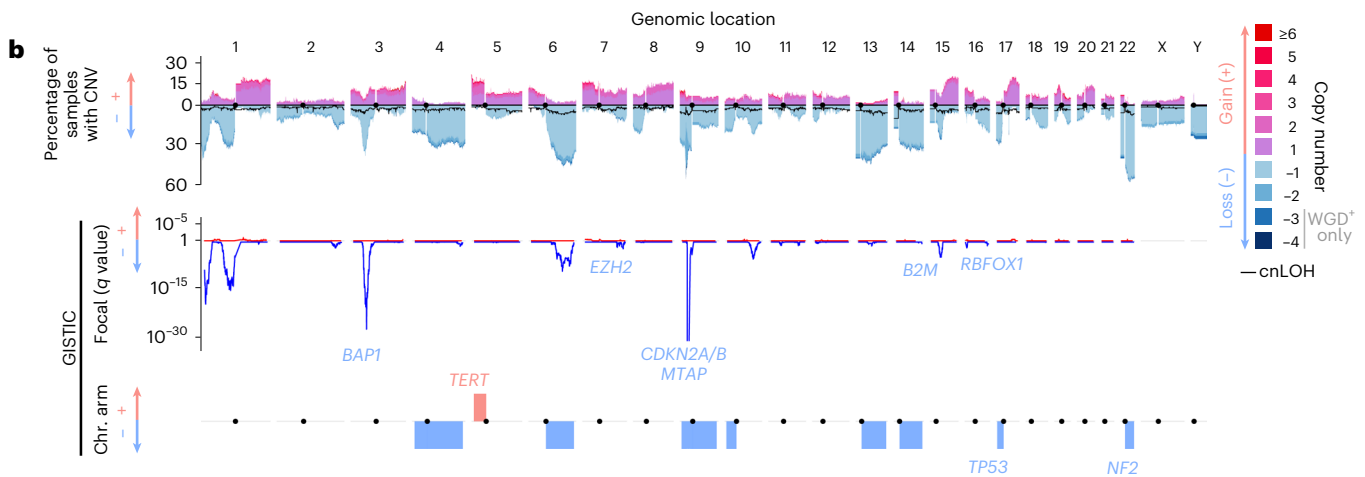 b
Genomic location
1 2 3 4 5 6 7 8 9 10 11 12 13 14 15 16 17 18 19 20 21 22 X Y
Percentage of
samples
with CNV
+
–
30
15
0
30
60
Gain (+)
Loss (–)
≥6
5
4
3
2
1
–1
–2
–3
–4
WGD+
only
Copy number
cnLOH
GISTIC
Focal (q value)
+
–
10–5
1
10–15
10–30
BAP1
EZH2
CDKN2A/B
MTAP
B2M
RBFOX1
Chr. arm
+
–
TERT
TP53
NF2